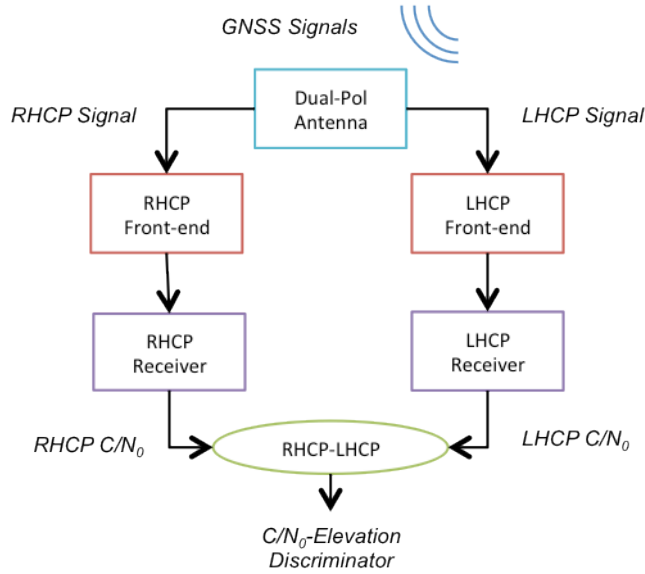 GNSS Signals
Dual-Pol
Antenna
RHCP Signal
LHCP Signal
RHCP
Front-end
LHCP
Front-end
RHCP
Receiver
LHCP
Receiver
RHCP C/N₀
RHCP-LHCP
LHCP C/N₀
C/N₀-Elevation
Discriminator